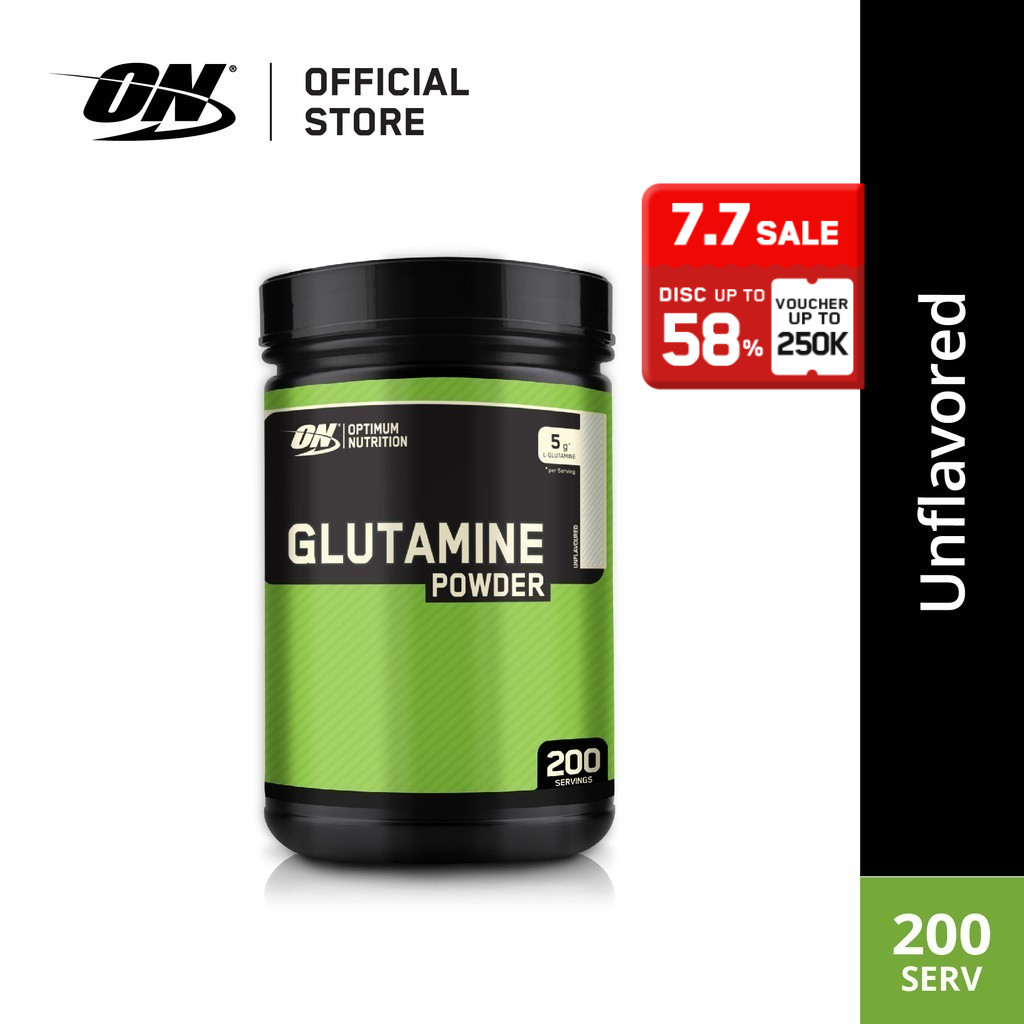 ON®
OFFICIAL
STORE
7.7 SALE
DISC UP TO
58%
VOUCHER
UP TO
250K
Unflavored
ON
OPTIMUM
NUTRITION
5 g*
L-GLUTAMINE
*per Serving
UNFLAVOURED
GLUTAMINE
POWDER
200
SERVINGS
200
SERV